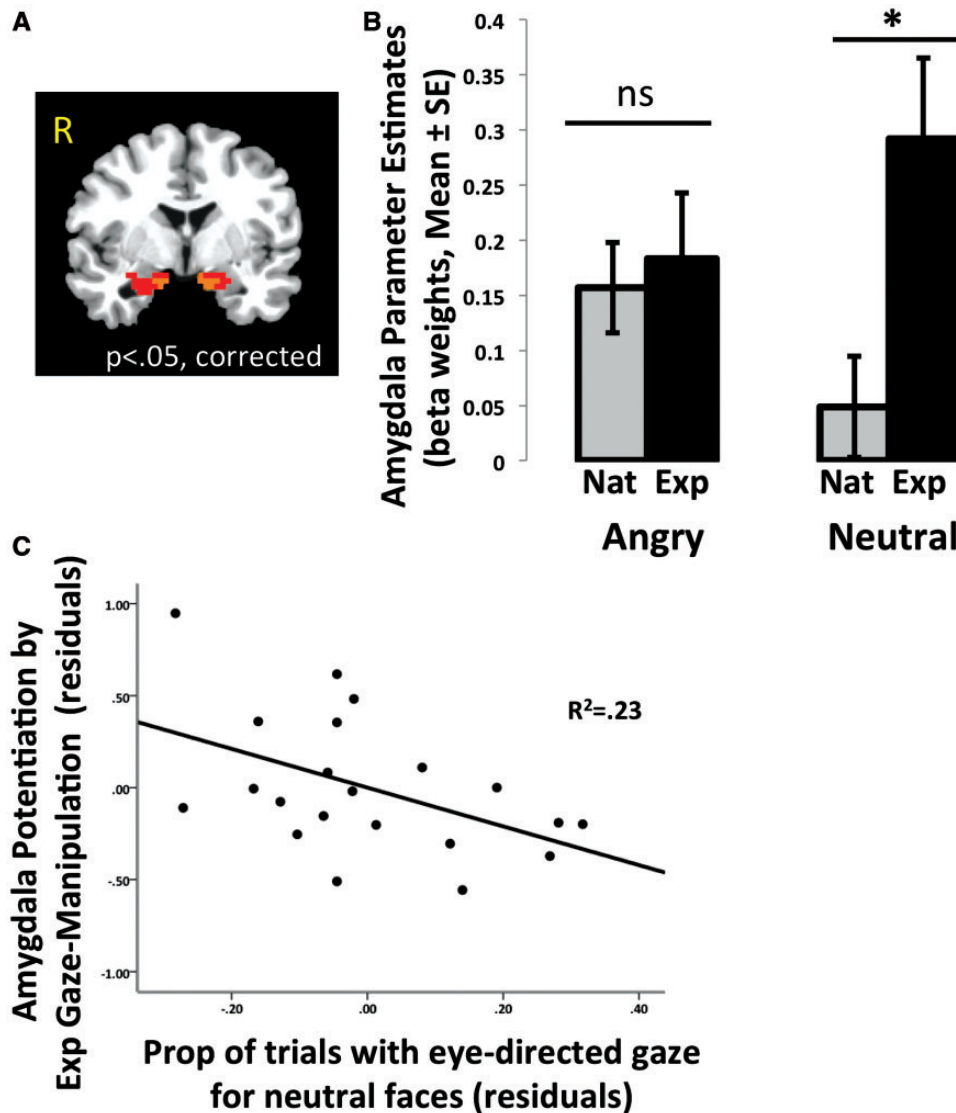 A
R
p<.05, corrected
B
Amygdala Parameter Estimates
(beta weights, Mean ± SE)
0.4
0.35
0.3
0.25
0.2
0.15
0.1
0.05
0
ns
*
Nat Exp
Nat Exp
Angry
Neutral
C
Amygdala Potentiation by
Exp Gaze-Manipulation (residuals)
1.00
.50
.00
-.50
-1.00
R²=.23
-.20
.00
.20
.40
Prop of trials with eye-directed gaze
for neutral faces (residuals)